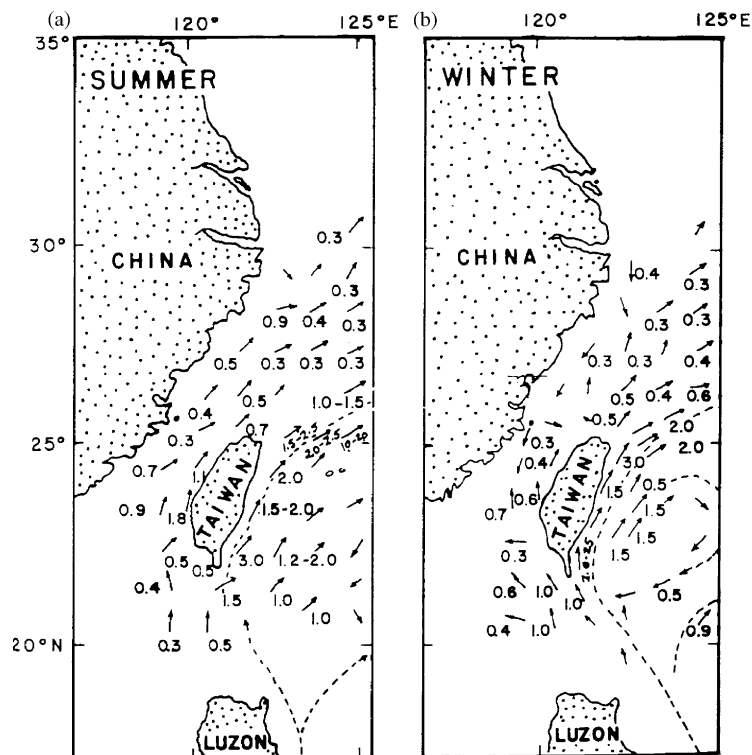 (a) 120° 125° (b) 120° 125°E
35°
SUMMER WINTER
30°
CHINA CHINA
0.3
0.4
0.3 0.3
0.9 0.4 0.3 0.3 0.3
0.5 0.3 0.3 0.3 0.3 0.3 0.4
0.4 0.5 1.0-1.5 0.5 0.4 0.6
0.3 0.7 0.5 2.0
25° 0.3 2.0
0.7 1.1 2.0 0.4 3.0 0.5
TAIWAN TAIWAN
0.9 1.8 1.5-2.0 0.7 0.6 1.5 1.5
0.5 0.5 3.0 1.2-2.0 0.3 1.5
0.4 1.5 1.0 0.6 1.0 1.0 0.5
1.0
20°N 0.3 0.5 0.4 1.0 0.9
LUZON LUZON